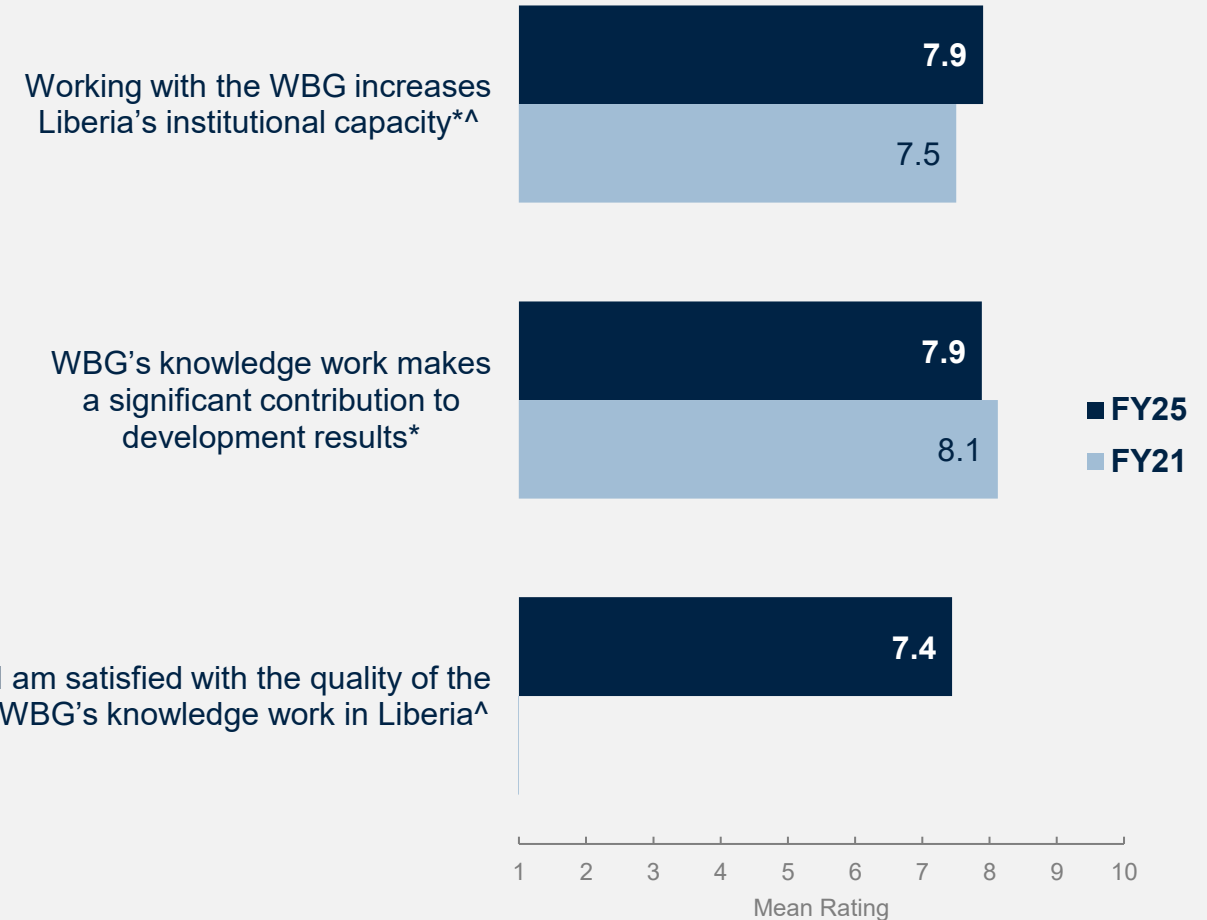 Working with the WBG increases
Liberia’s institutional capacity*^
7.9
7.5
WBG’s knowledge work makes
a significant contribution to
development results*
7.9
8.1
FY25
FY21
I am satisfied with the quality of the
WBG’s knowledge work in Liberia^
7.4
1 2 3 4 5 6 7 8 9 10
Mean Rating